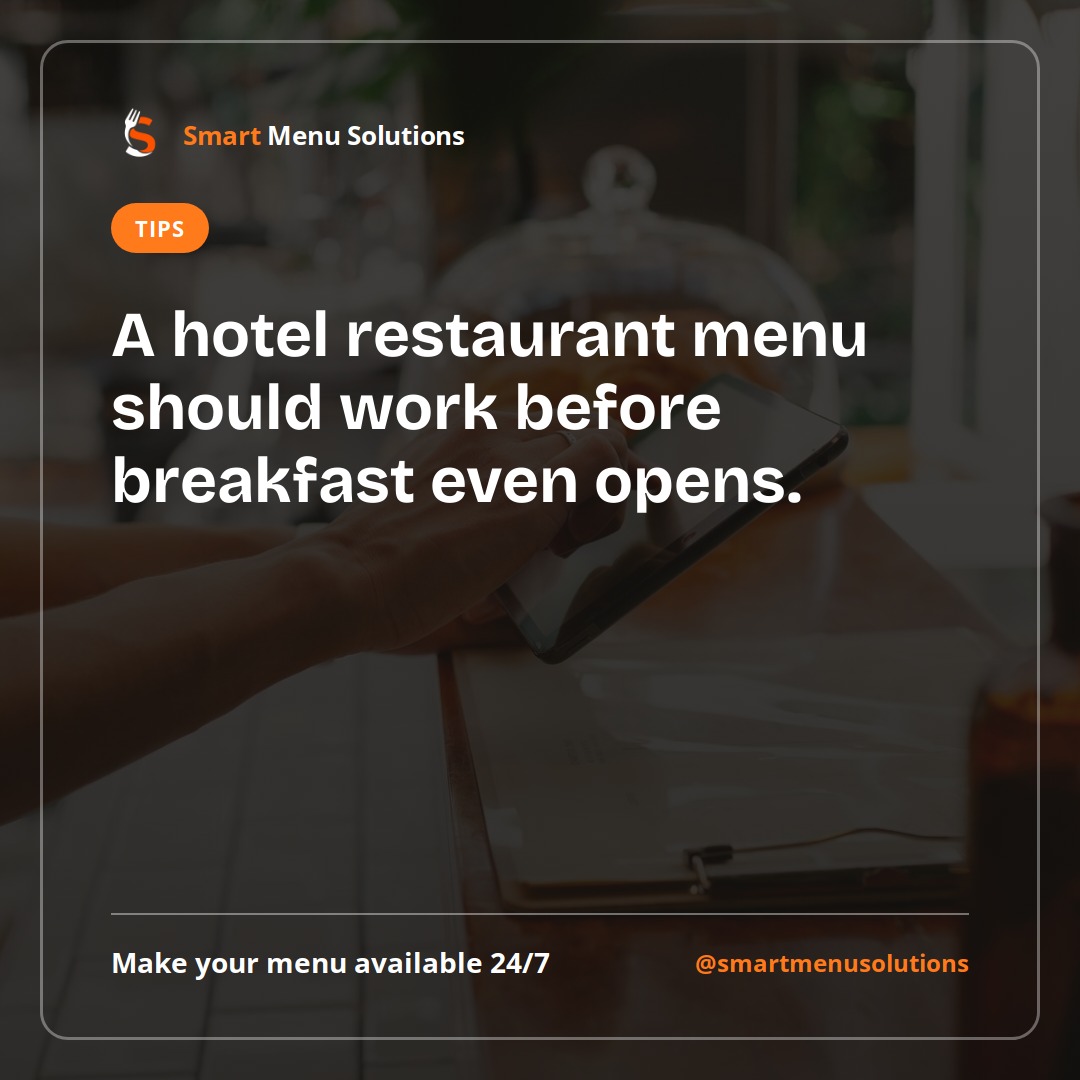 Smart Menu Solutions
TIPS
A hotel restaurant menu
should work before
breakfast even opens.
Make your menu available 24/7
@smartmenusolutions